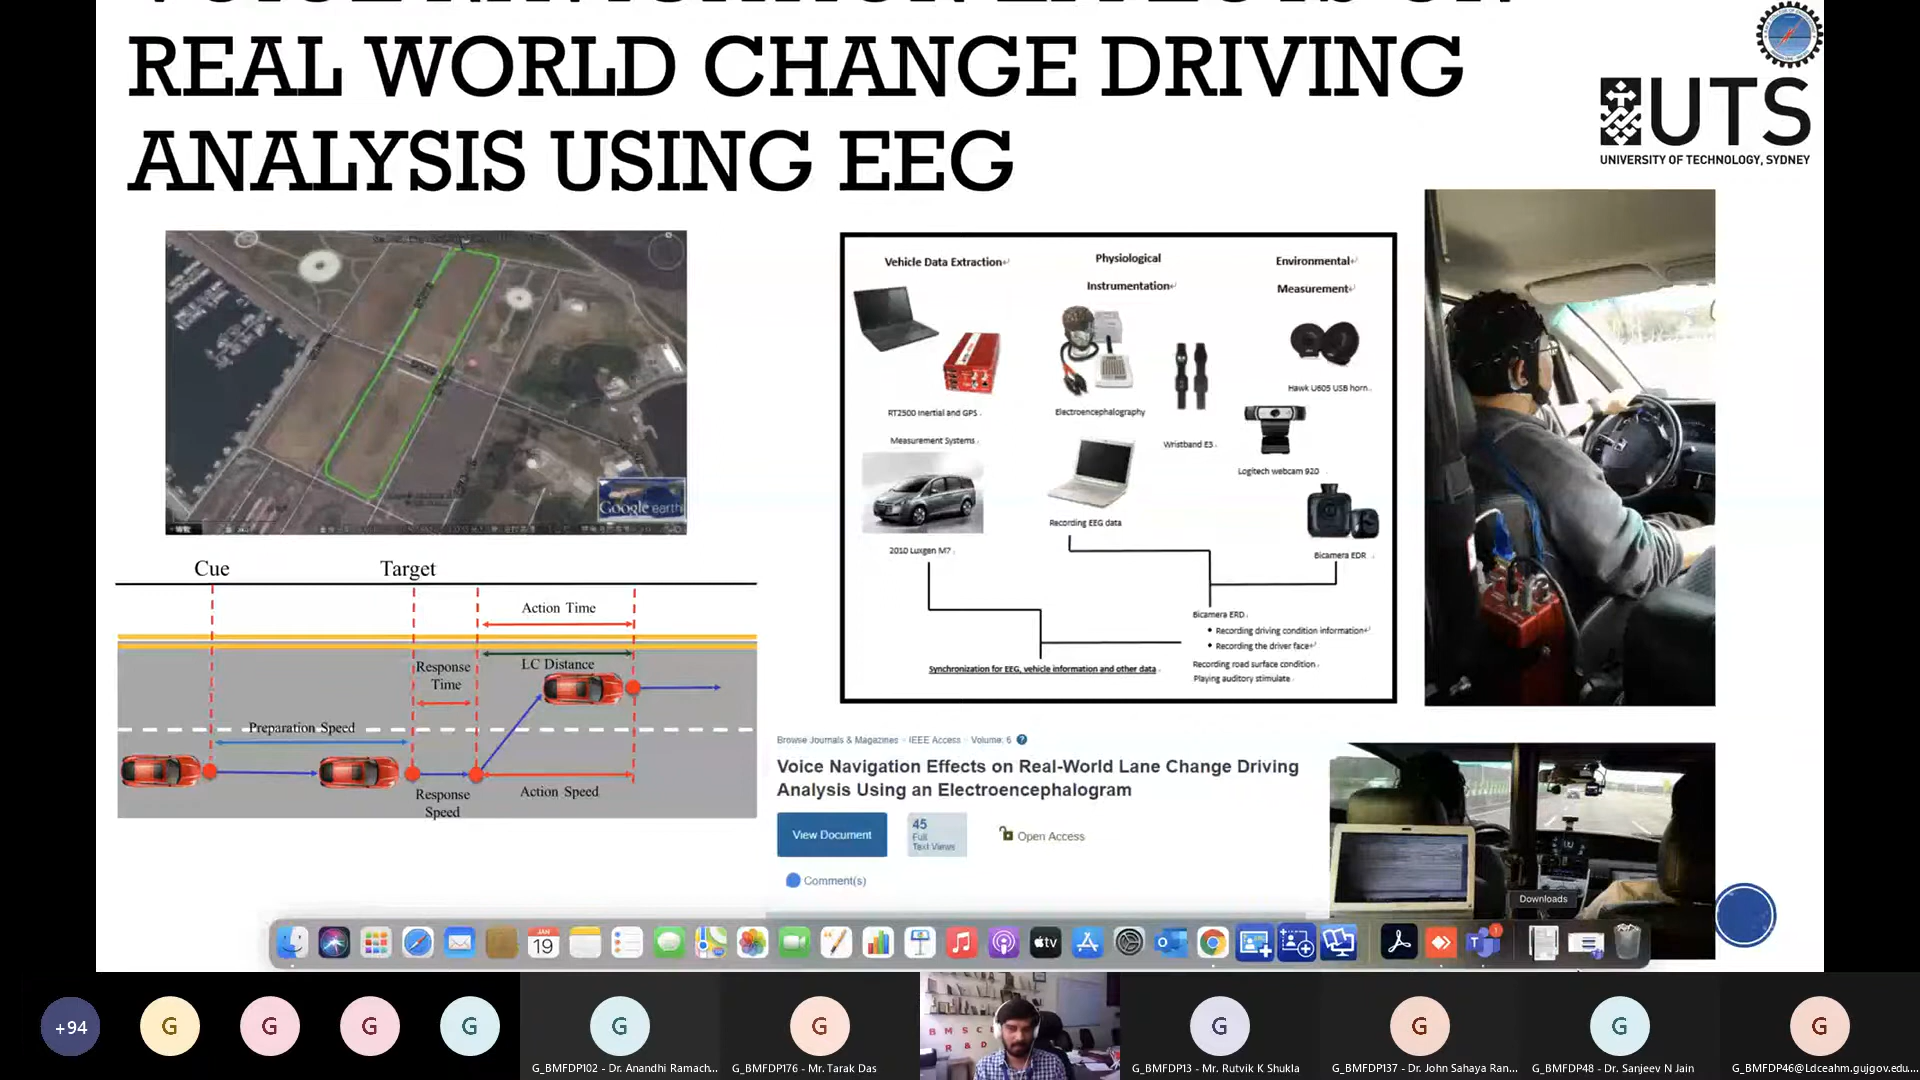 REAL WORLD CHANGE DRIVING
ANALYSIS USING EEG
UTS
UNIVERSITY OF TECHNOLOGY, SYDNEY
Google earth
Vehicle Data Extraction
Physiological
Instrumentation
Environmental
Measurement
RT2500 Inertial and GPS
Measurement Systems
Electroencephalography
Wristband E3
Hawk U605 USB horn
Logitech webcam 920
2010 Luxgen M7
Recording EEG data
Bicamera EDR
Bicamera ERD
• Recording driving condition information
• Recording the driver face
Recording road surface condition
Playing auditory stimulate
Synchronization for EEG, vehicle information and other data
Cue
Target
Action Time
Response
Time
LC Distance
Preparation Speed
Response
Speed
Action Speed
Browse Journals & Magazines
IEEE Access
Volume: 6
?
Voice Navigation Effects on Real-World Lane Change Driving
Analysis Using an Electroencephalogram
View Document
45
Full
Text Views
Open Access
Comment(s)
Downloads
JAN
19
tv
1
+94
G
G
G
G
G
G_BMFDP102 - Dr. Anandhi Ramach...
G
G_BMFDP176 - Mr. Tarak Das
B M S C E
R & D
G
G_BMFDP13 - Mr. Rutvik K Shukla
G
G_BMFDP137 - Dr. John Sahaya Ran...
G
G_BMFDP48 - Dr. Sanjeev N Jain
G
G_BMFDP46@Ldceahm.gujgov.edu....